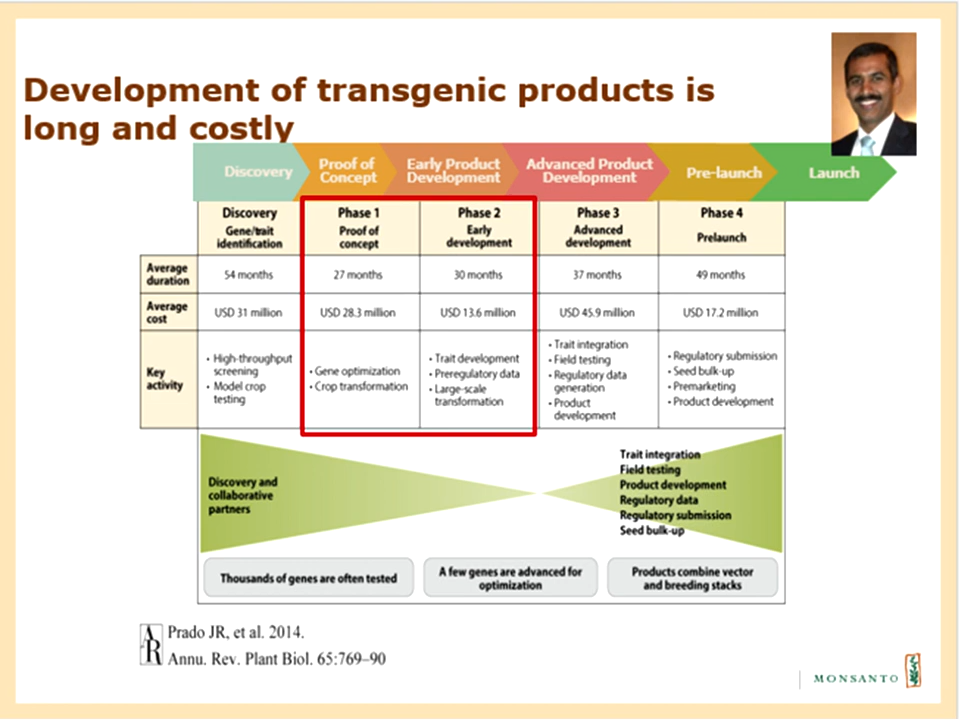 Development of transgenic products is
long and costly
Discovery
Proof of
Concept
Early Product
Development
Advanced Product
Development
Pre-launch
Launch
Discovery
Gene/trait
identification
Phase 1
Proof of
concept
Phase 2
Early
development
Phase 3
Advanced
development
Phase 4
Prelaunch
Average
duration
54 months
27 months
30 months
37 months
49 months
Average
cost
USD 31 million
USD 28.3 million
USD 13.6 million
USD 45.9 million
USD 17.2 million
Key
activity
• High-throughput
screening
• Model crop
testing
• Gene optimization
• Crop transformation
• Trait development
• Preregulatory data
• Large-scale
transformation
• Trait integration
• Field testing
• Regulatory data
generation
• Product
development
• Regulatory submission
• Seed bulk-up
• Premarketing
• Product development
Discovery and
collaborative
partners
Trait integration
Field testing
Product development
Regulatory data
Regulatory submission
Seed bulk-up
Thousands of genes are often tested
A few genes are advanced for
optimization
Products combine vector
and breeding stacks
AR
Prado JR, et al. 2014.
Annu. Rev. Plant Biol. 65:769–90
MONSANTO